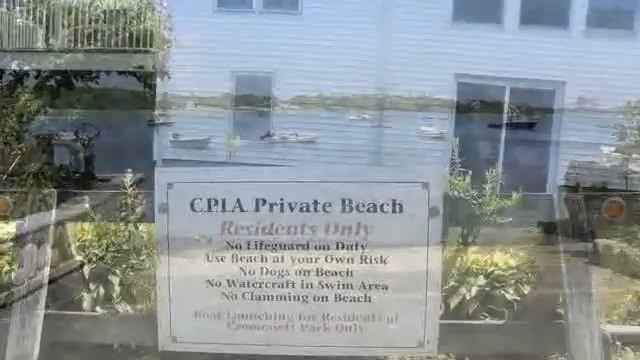 C.P.I.A. Private Beach
Residents Only
No Lifeguard on Duty
Use Beach at your Own Risk
No Dogs on Beach
No Watercraft in Swim Area
No Clamming on Beach
Boat Launching for Residents of
Cromesett Park Only